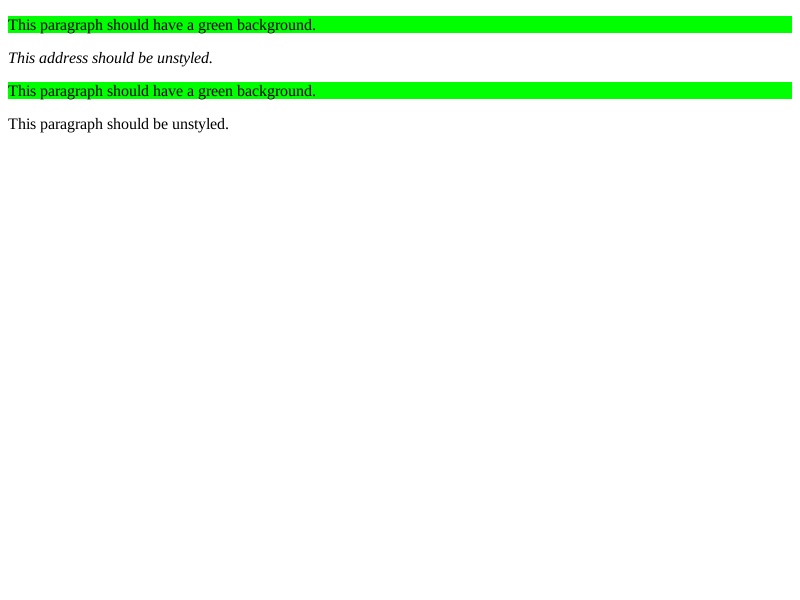 This paragraph should have a green background.
This address should be unstyled.
This paragraph should have a green background.
This paragraph should be unstyled.